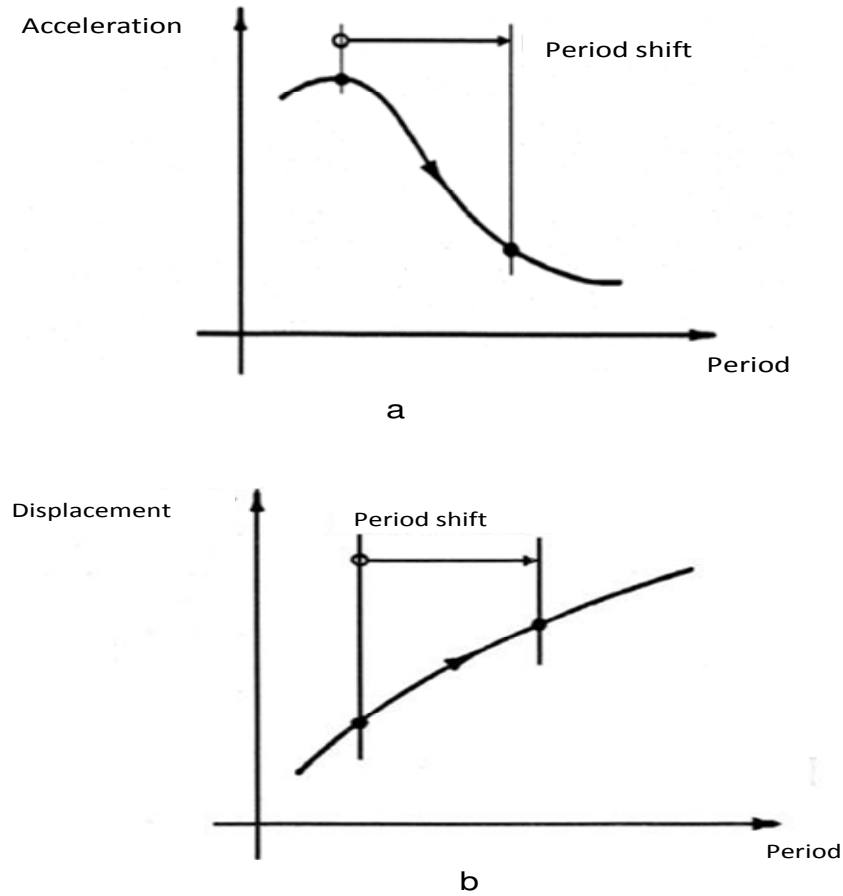 Acceleration
Period shift
Period
a
Displacement
Period shift
Period
b